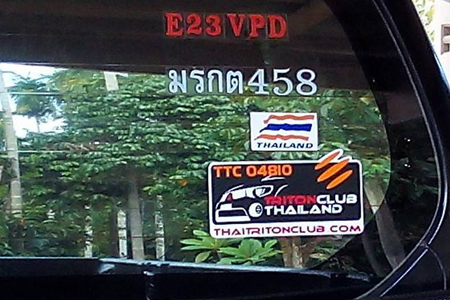 E23VPD
มรกต458
THAILAND
TTC 04810
TRITONCLUB
THAILAND
THAITRITONCLUB.COM